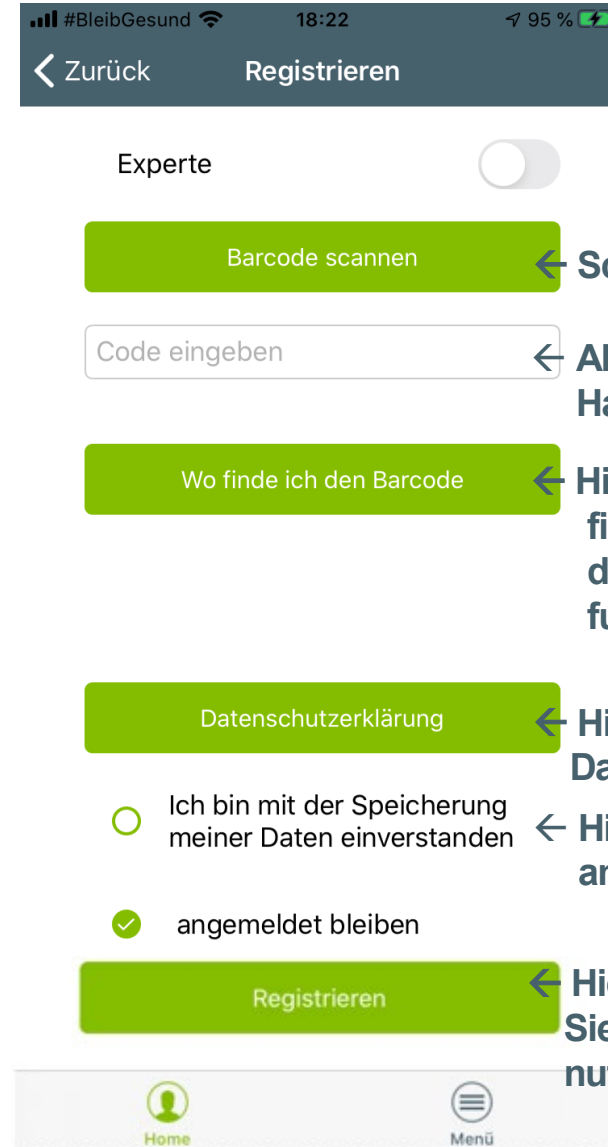 #BleibGesund 18:22 95 %
Zurück Registrieren
Experte
Barcode scannen
Code eingeben
Wo finde ich den Barcode
Datenschutzerklärung
Ich bin mit der Speicherung
meiner Daten einverstanden
angemeldet bleiben
Registrieren
Home Menü